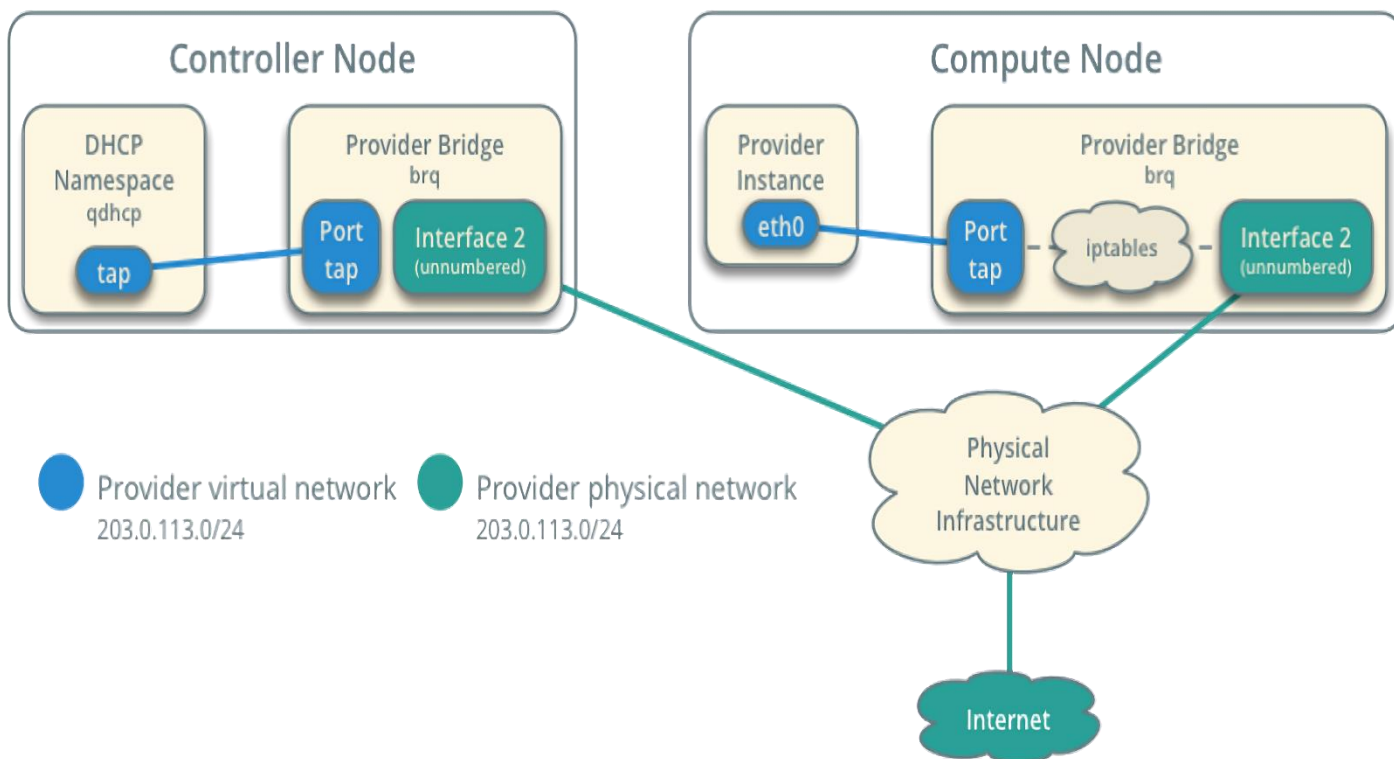 Controller Node
DHCP
Namespace
qdhcp
tap
Provider Bridge
brq
Port
tap
Interface 2
(unnumbered)
Compute Node
Provider
Instance
eth0
Provider Bridge
brq
Port
tap
iptables
Interface 2
(unnumbered)
Provider virtual network
203.0.113.0/24
Provider physical network
203.0.113.0/24
Physical
Network
Infrastructure
Internet